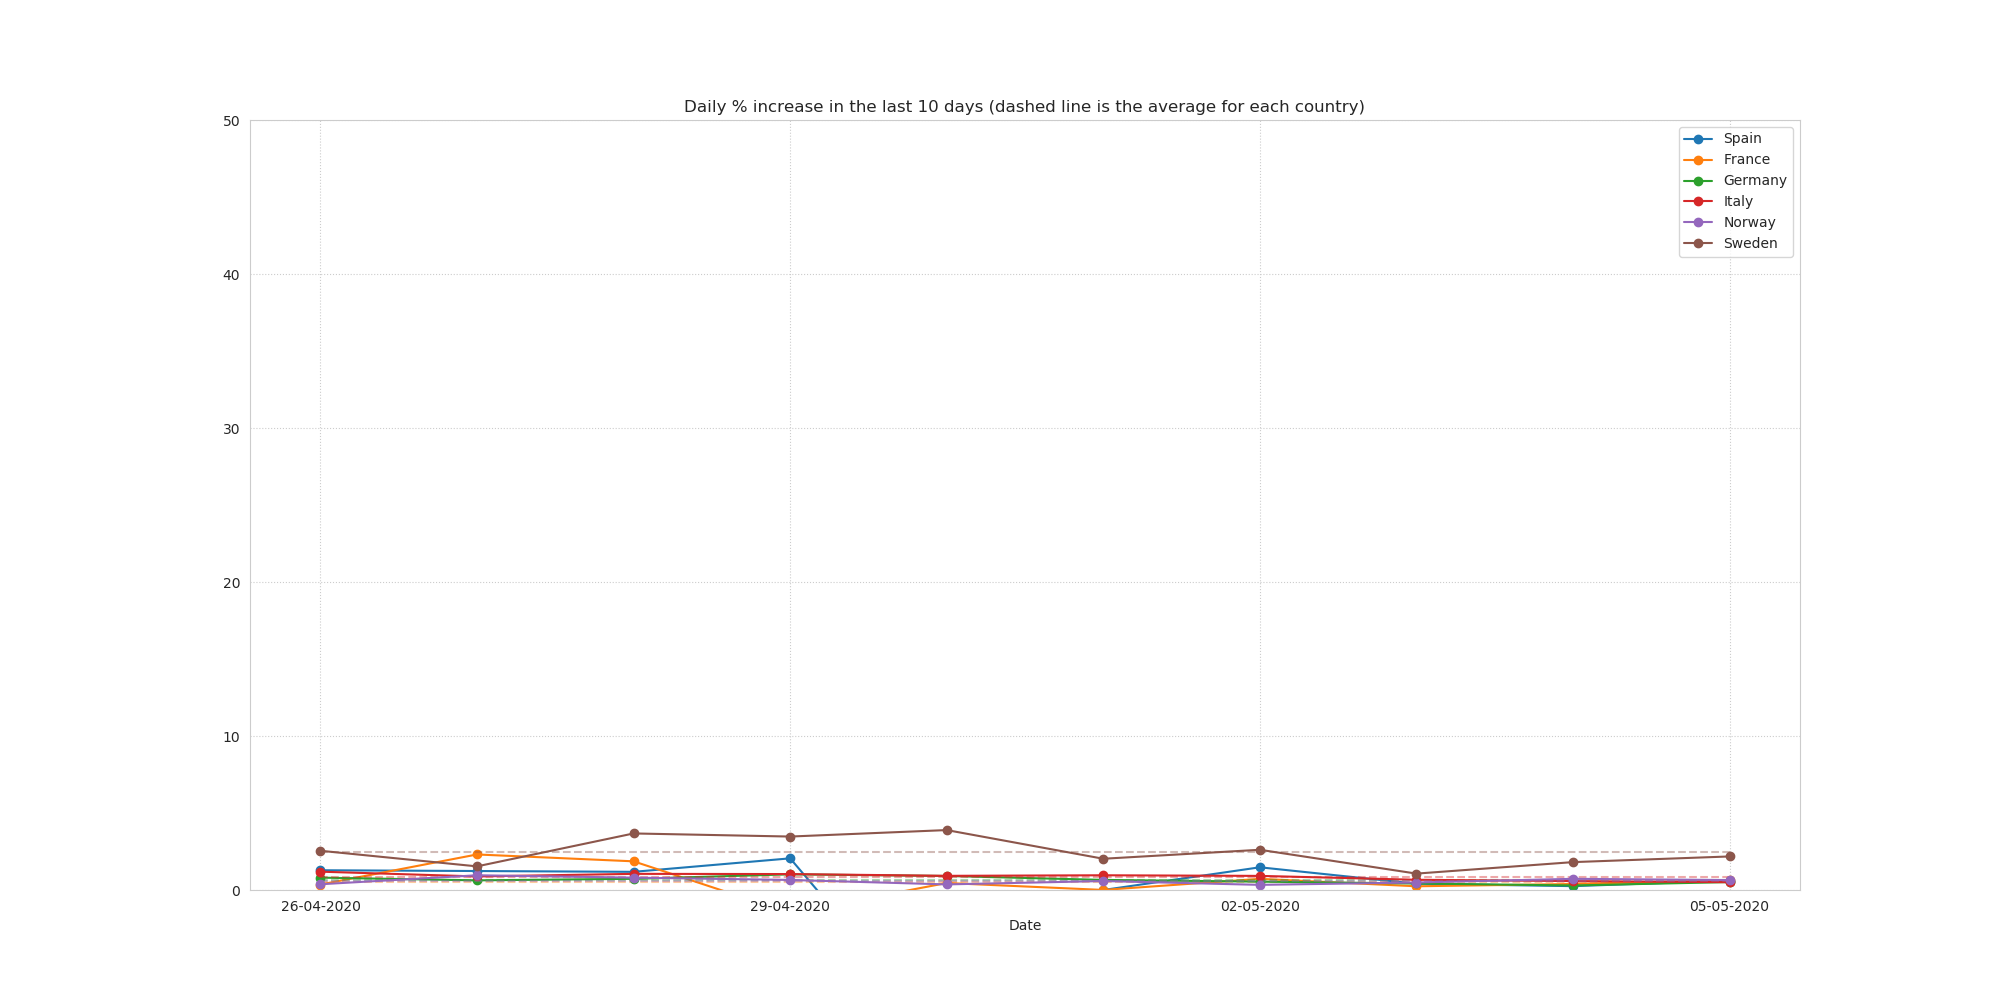 Daily % increase in the last 10 days (dashed line is the average for each country)
50
40
30
20
10
0
Spain
France
Germany
Italy
Norway
Sweden
26-04-2020
29-04-2020
02-05-2020
05-05-2020
Date